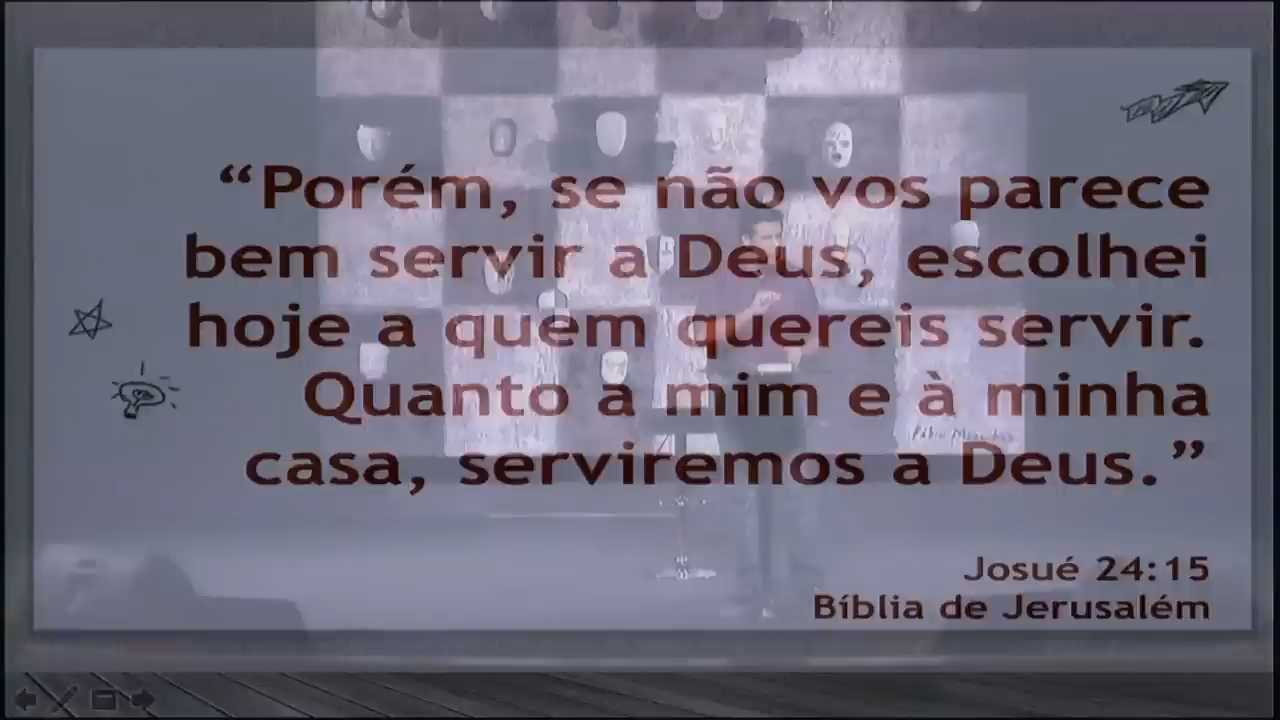 “Porém, se não vos parece
bem servir a Deus, escolhei
hoje a quem quereis servir.
Quanto a mim e à minha
casa, serviremos a Deus.”
Josué 24:15
Bíblia de Jerusalém